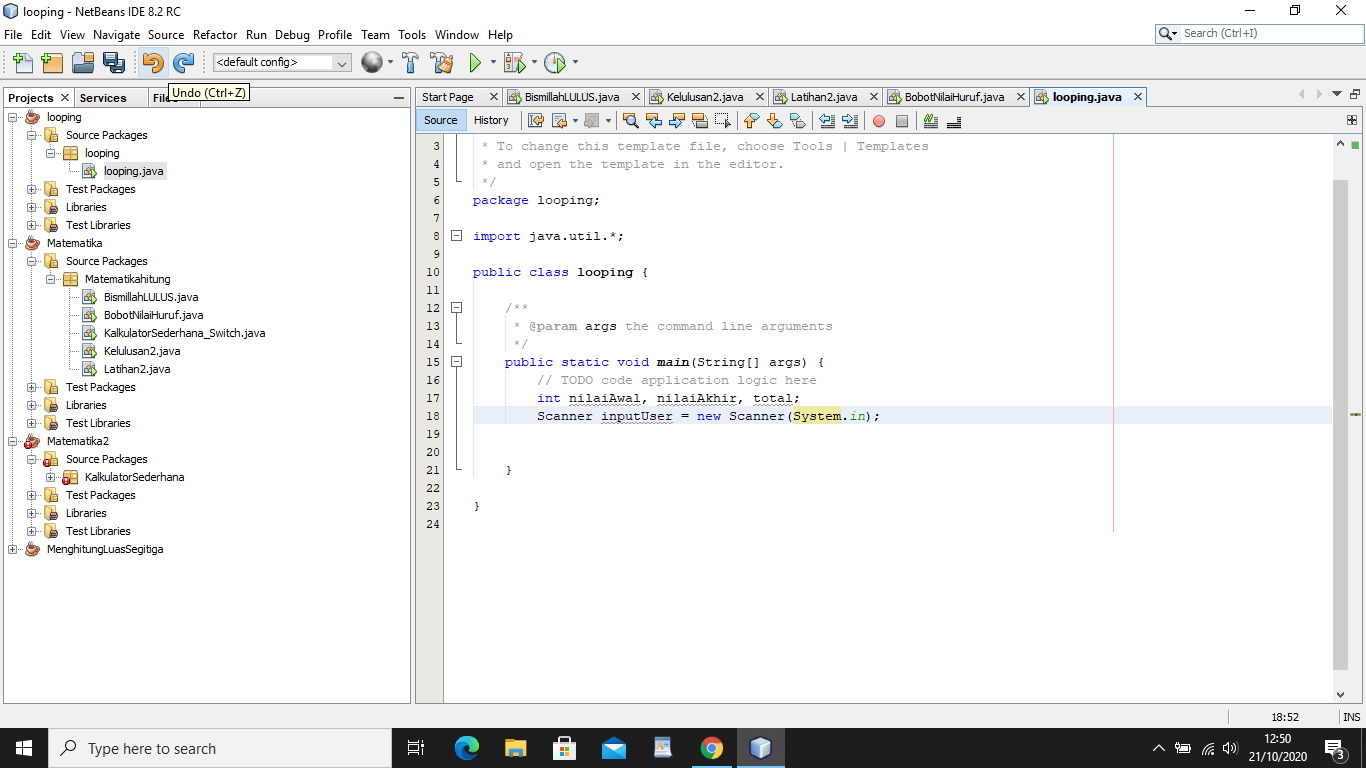 looping - NetBeans IDE 8.2 RC
File Edit View Navigate Source Refactor Run Debug Profile Team Tools Window Help
Search (Ctrl+I)
<default config>
Undo (Ctrl+Z)
Projects Services Files
looping
Source Packages
looping
looping.java
Test Packages
Libraries
Test Libraries
Matematika
Source Packages
Matematikahitung
BismillahLULUS.java
BobotNilaiHuruf.java
KalkulatorSederhana_Switch.java
Kelulusan2.java
Latihan2.java
Test Packages
Libraries
Test Libraries
Matematika2
Source Packages
KalkulatorSederhana
Test Packages
Libraries
Test Libraries
MenghitungLuasSegitiga
Start Page BismillahLULUS.java Kelulusan2.java Latihan2.java BobotNilaiHuruf.java looping.java
Source History
3 * To change this template file, choose Tools | Templates
4 * and open the template in the editor.
5 */
6 package looping;
7
8 import java.util.*;
9
10 public class looping {
11
12 /**
13 * @param args the command line arguments
14 */
15 public static void main(String[] args) {
16 // TODO code application logic here
17 int nilaiAwal, nilaiAkhir, total;
18 Scanner inputUser = new Scanner(System.in);
19
20
21 }
22
23 }
24
18:52 INS
Type here to search
12:50
21/10/2020
3